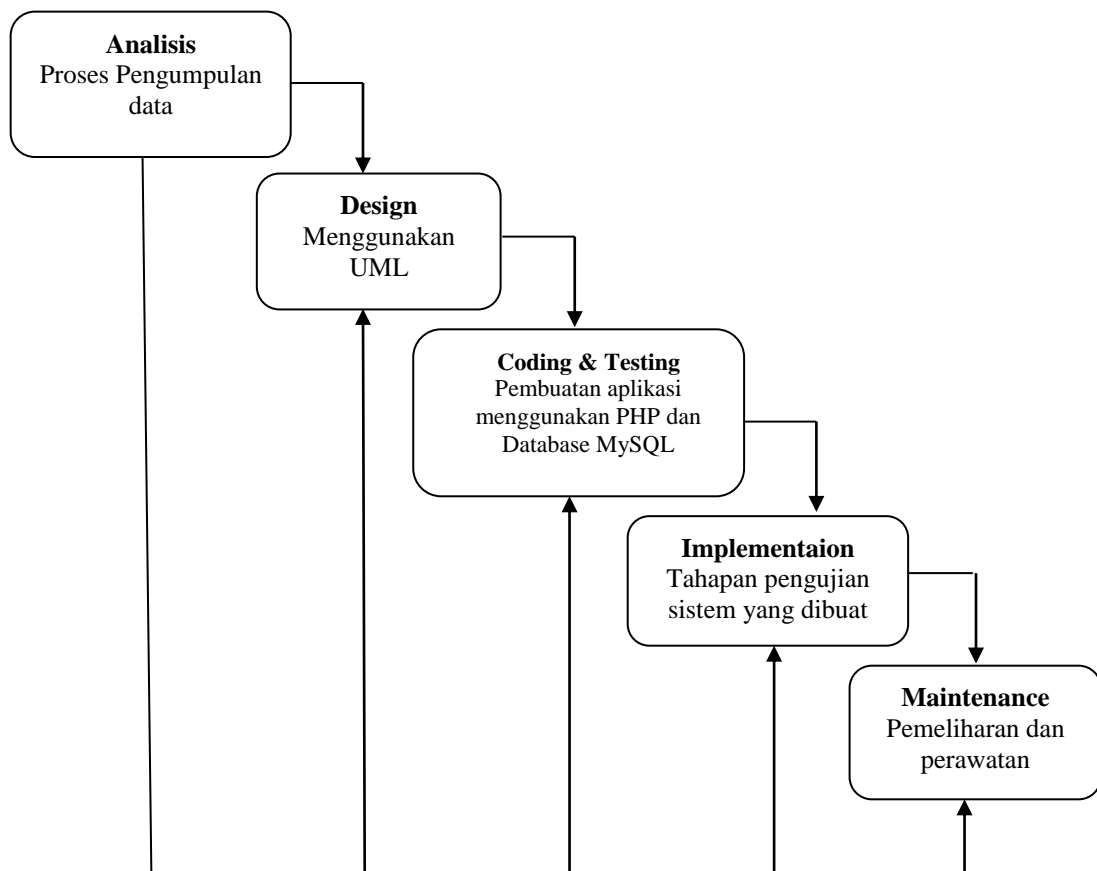 Analisis
Proses Pengumpulan
data
Design
Menggunakan
UML
Coding & Testing
Pembuatan aplikasi
menggunakan PHP dan
Database MySQL
Implementaion
Tahapan pengujian
sistem yang dibuat
Maintenance
Pemeliharan dan
perawatan